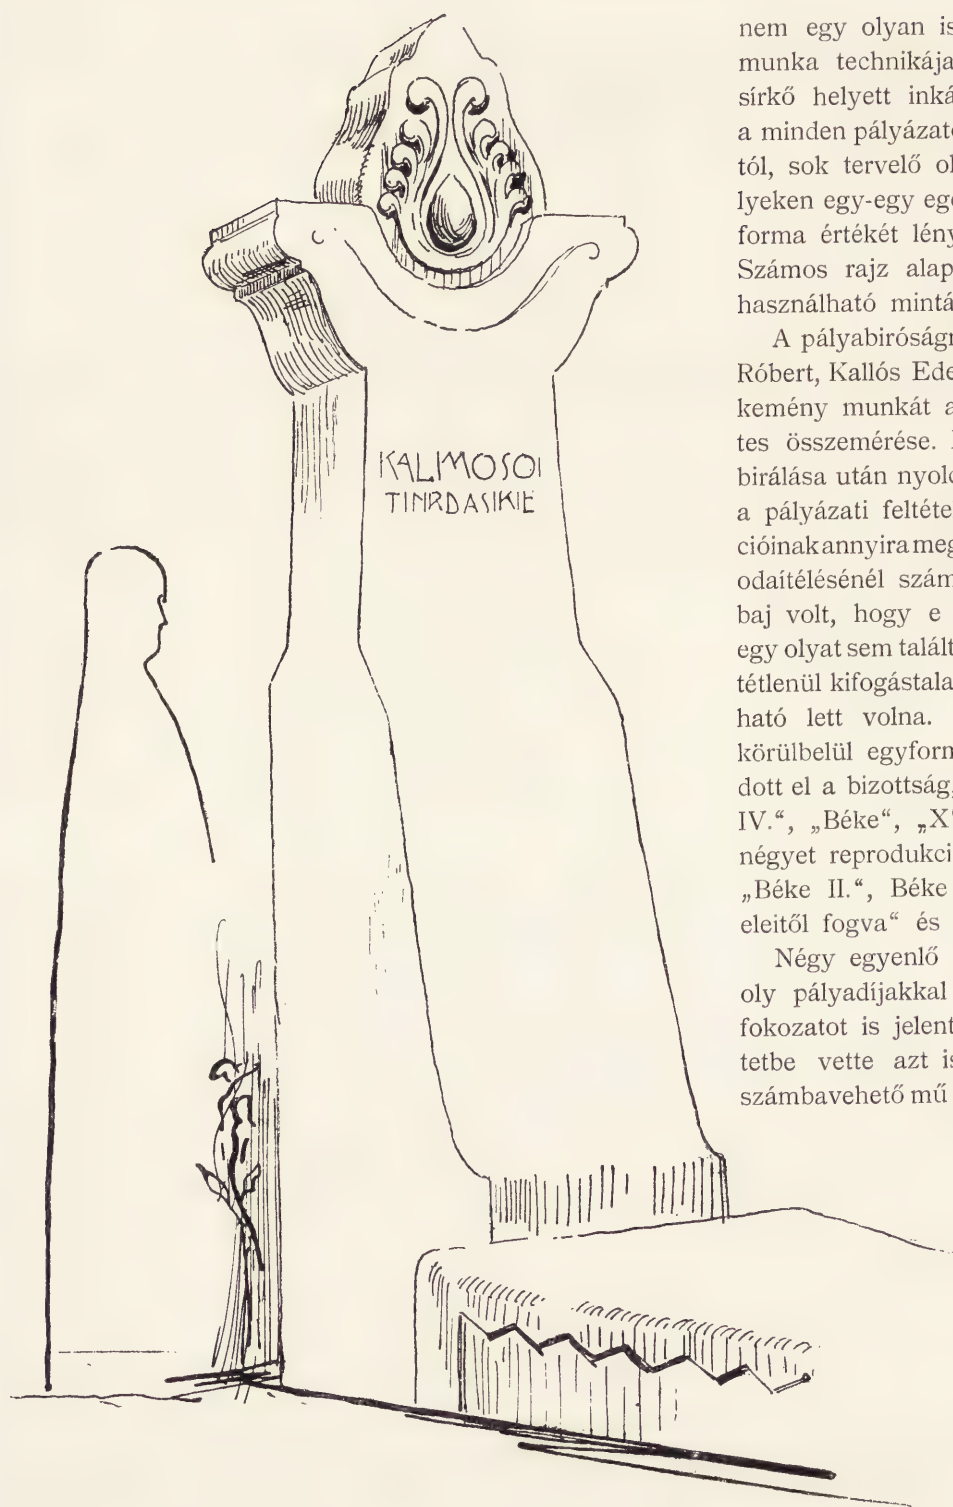 KALMOSOI
TINRDASIKIE
nem egy olyan is
munka technikája
sírkő helyett inká
a minden pályázat
tól, sok tervelő ol
lyeken egy-egy eg
forma értékét lény
Számos rajz alap
használható mintá
A pályabiróságn
Róbert, Kallós Ede
kemény munkát a
tes összemérése.
birálása után nyolc
a pályázati feltéte
cióinak annyira meg
odaítélésénél szám
baj volt, hogy e
egy olyat sem talált
tétlenül kifogástala
ható lett volna.
körülbelül egyform
dott el a bizottság,
IV.“, „Béke“, „X
négyet reprodukci
„Béke II.“, Béke
eleitől fogva“ és
Négy egyenlő
oly pályadíjakkal
fokozatot is jelent
tetbe vette azt is
számbavehető mű